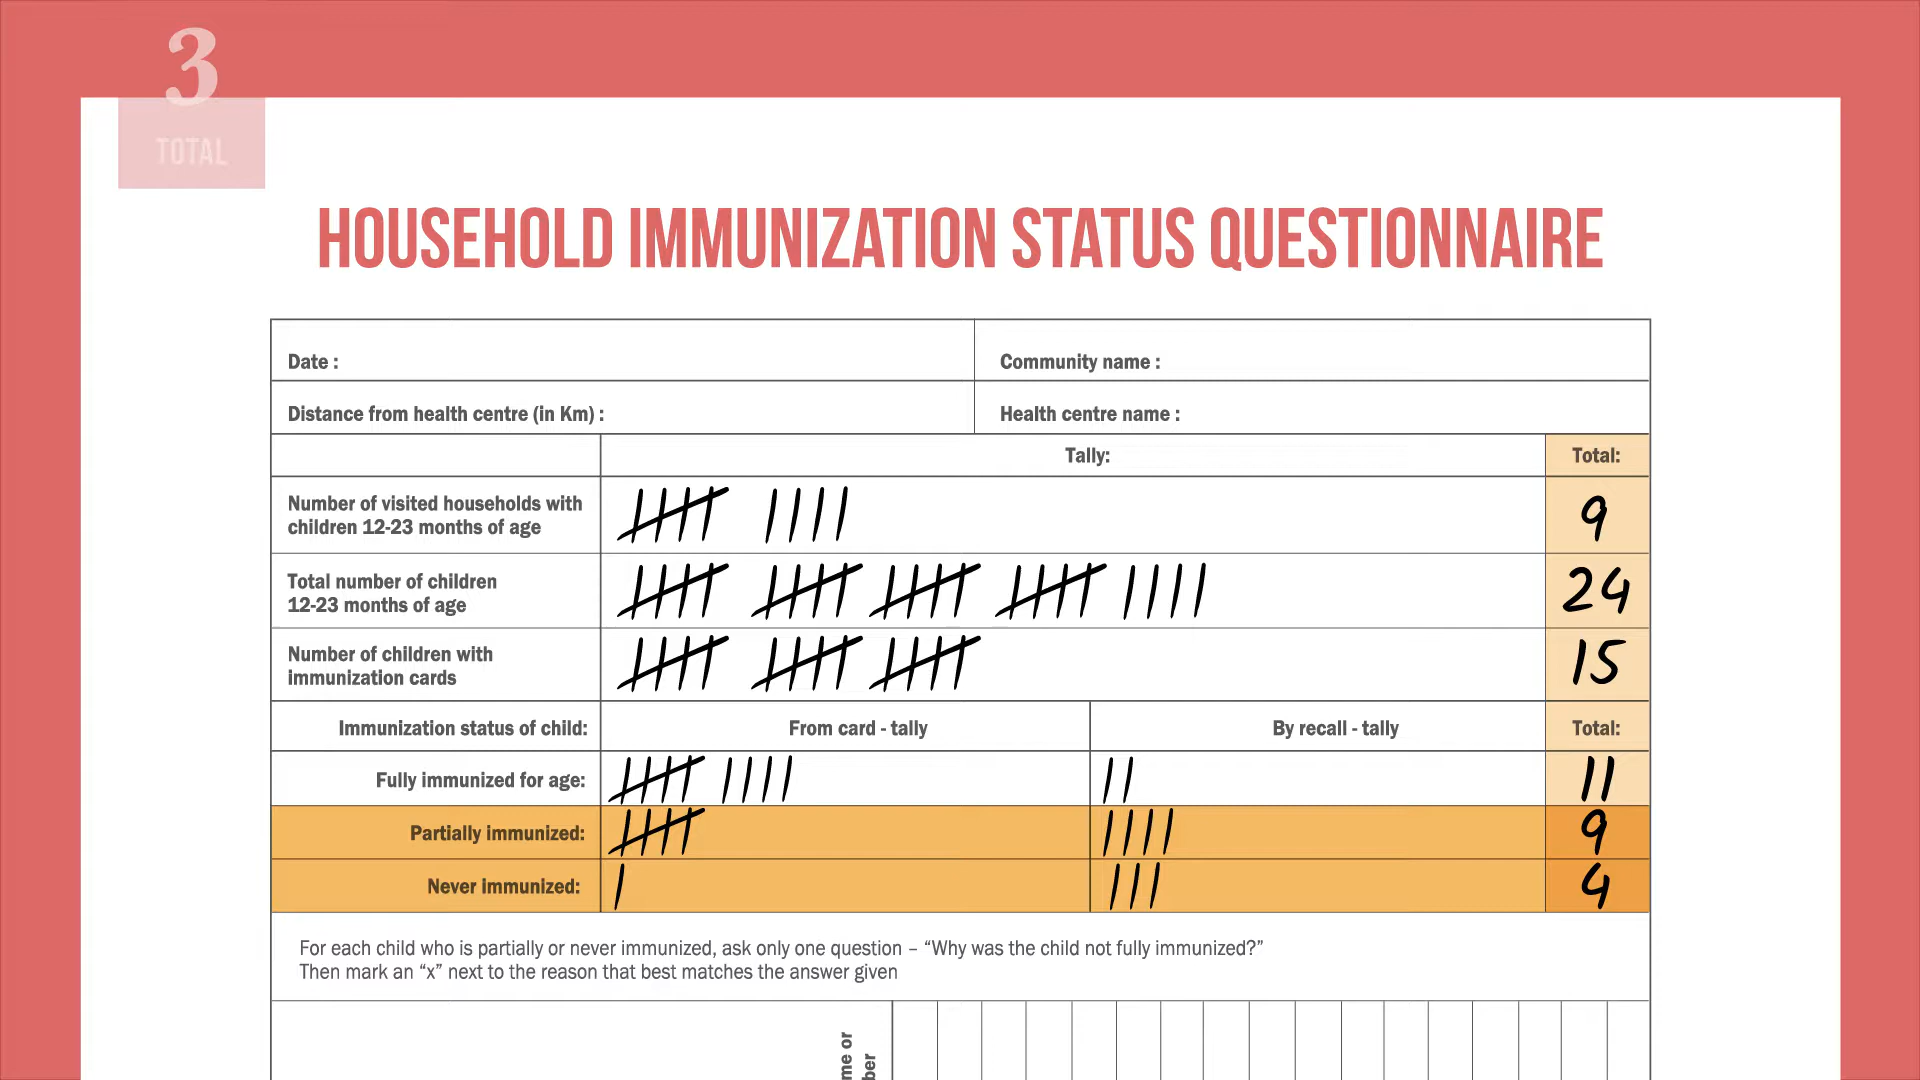 3
TOTAL
HOUSEHOLD IMMUNIZATION STATUS QUESTIONNAIRE
Date :
Community name :
Distance from health centre (in Km) :
Health centre name :
Tally:
Total:
Number of visited households with
children 12-23 months of age
9
Total number of children
12-23 months of age
24
Number of children with
immunization cards
15
Immunization status of child:
From card - tally
By recall - tally
Total:
Fully immunized for age:
11
Partially immunized:
9
Never immunized:
4
For each child who is partially or never immunized, ask only one question – “Why was the child not fully immunized?”
Then mark an “x” next to the reason that best matches the answer given